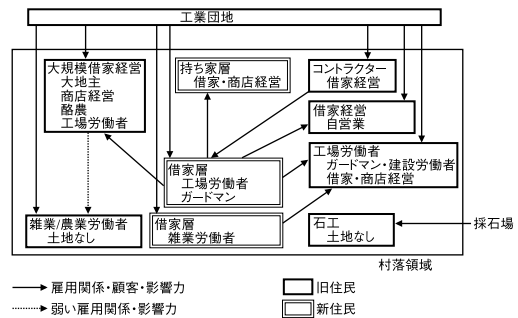 工業団地
大規模借家経営
大地主
商店経営
酪農
工場労働者
持ち家層
借家・商店経営
コントラクター
借家経営
借家経営
自営業
借家層
工場労働者
ガードマン
工場労働者
ガードマン・建設労働者
借家・商店経営
雑業/農業労働者
土地なし
借家層
雑業労働者
石工
土地なし
採石場
村落領域
雇用関係・顧客・影響力
弱い雇用関係・影響力
旧住民
新住民